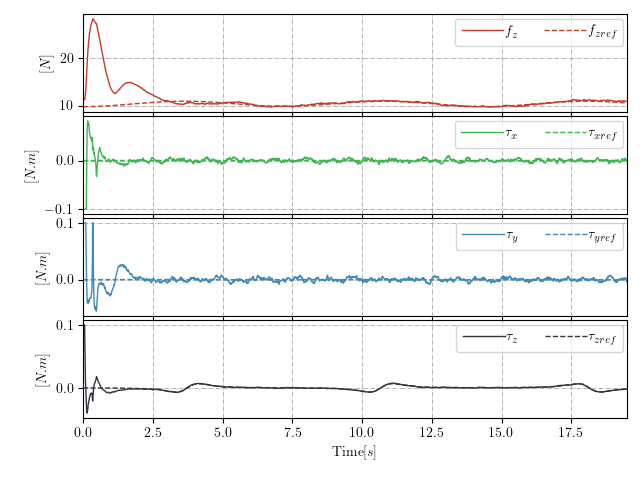 f_z f_zref
20
10
[N]
τ_x τ_xref
0.0
−0.1
[N.m]
0.1
τ_y τ_yref
0.0
[N.m]
0.1
τ_z τ_zref
0.0
[N.m]
0.0 2.5 5.0 7.5 10.0 12.5 15.0 17.5
Time[s]